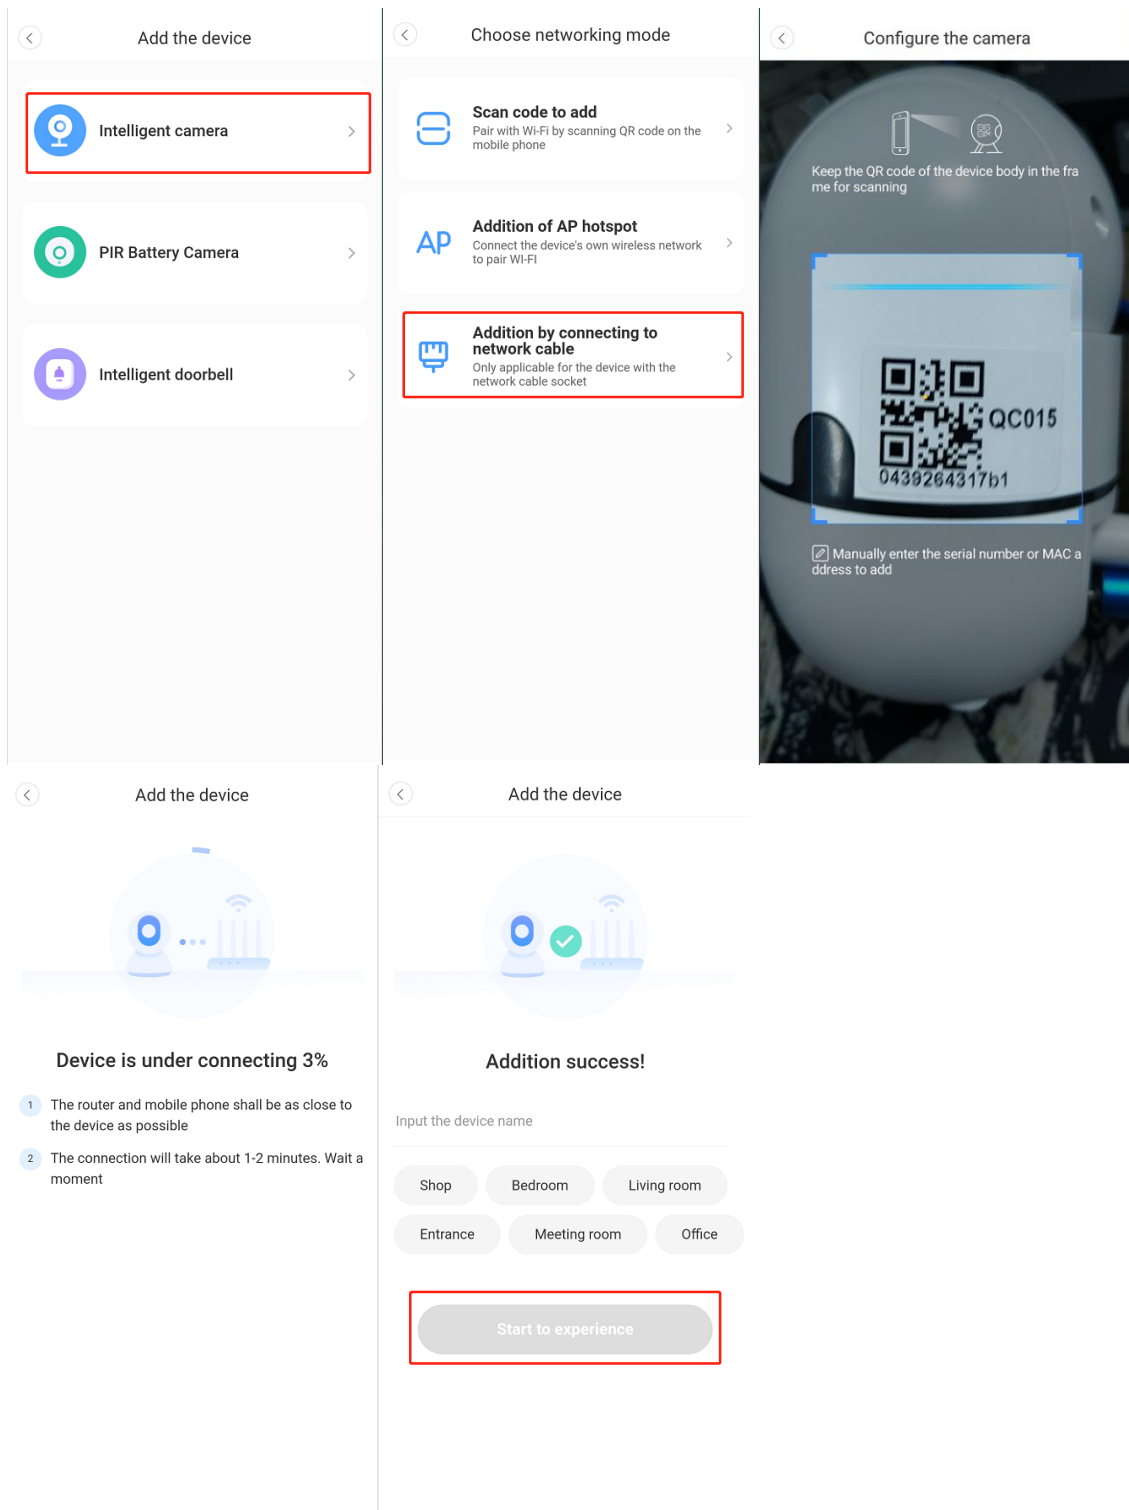 Add the device
Intelligent camera
PIR Battery Camera
Intelligent doorbell
Choose networking mode
Scan code to add
Pair with Wi-Fi by scanning QR code on the
mobile phone
AP
Addition of AP hotspot
Connect the device's own wireless network
to pair WI-FI
Addition by connecting to
network cable
Only applicable for the device with the
network cable socket
Configure the camera
Keep the QR code of the device body in the fra
me for scanning
QC015
0439264317b1
Manually enter the serial number or MAC a
ddress to add
Add the device
Device is under connecting 3%
1 The router and mobile phone shall be as close to
the device as possible
2 The connection will take about 1-2 minutes. Wait a
moment
Add the device
Addition success!
Input the device name
Shop Bedroom Living room
Entrance Meeting room Office
Start to experience